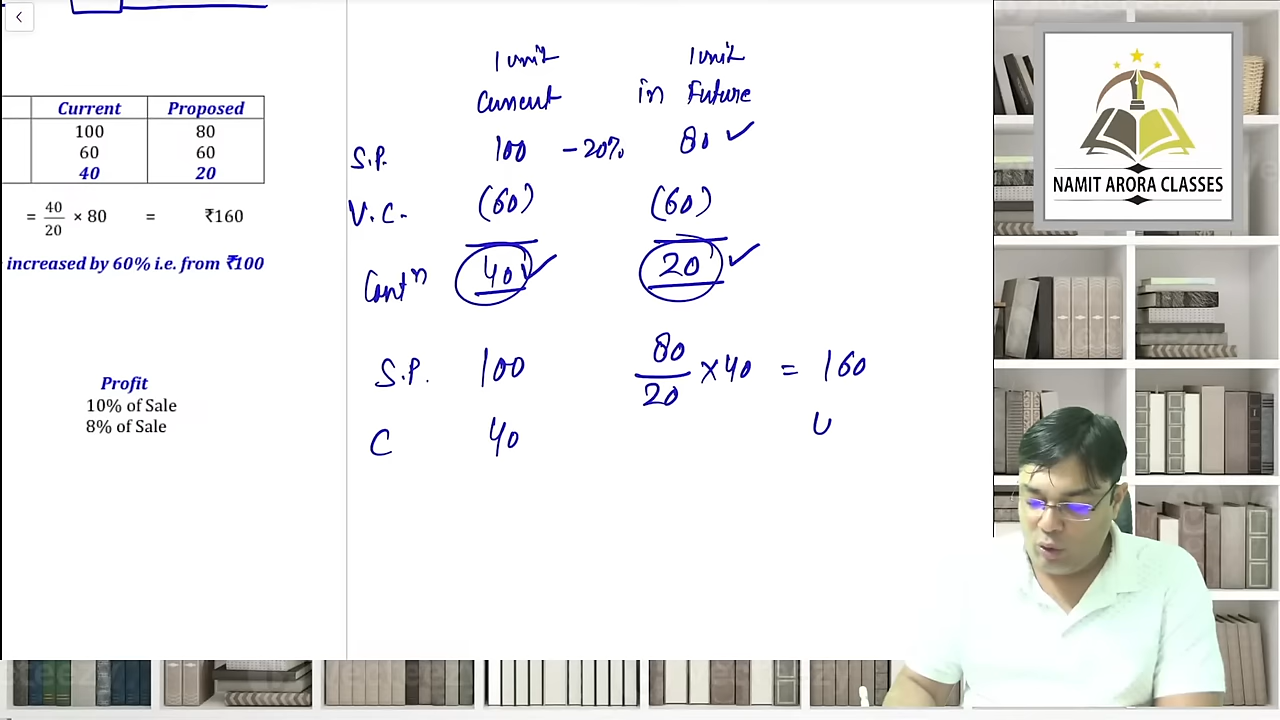 Current Proposed
100 80
60 60
40 20
= 40/20 × 80 = ₹160
increased by 60% i.e. from ₹100
Profit
10% of Sale
8% of Sale
1 unit 1 unit
Current in Future
S.P. 100 - 20% 80 ✓
V.C. (60) (60)
Contⁿ 40 ✓ 20 ✓
S.P. 100 80/20 × 40 = 160
C 40
NAMIT ARORA CLASSES